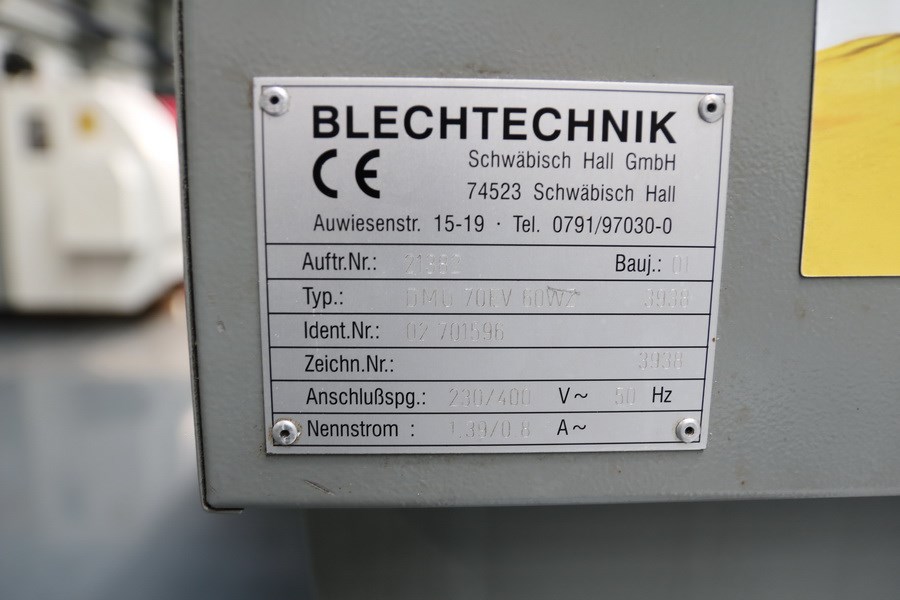 BLECHTECHNIK
CE Schwäbisch Hall GmbH
74523 Schwäbisch Hall
Auwiesenstr. 15-19 · Tel. 0791/97030-0
Auftr.Nr.: Bauj.: 01
Typ.: DMU 70EV 60WZ 3938
Ident.Nr.: 02 701596
Zeichn.Nr.: 3938
Anschlußspg.: 230/400 V~ 50 Hz
Nennstrom : 1.39/0.8 A~